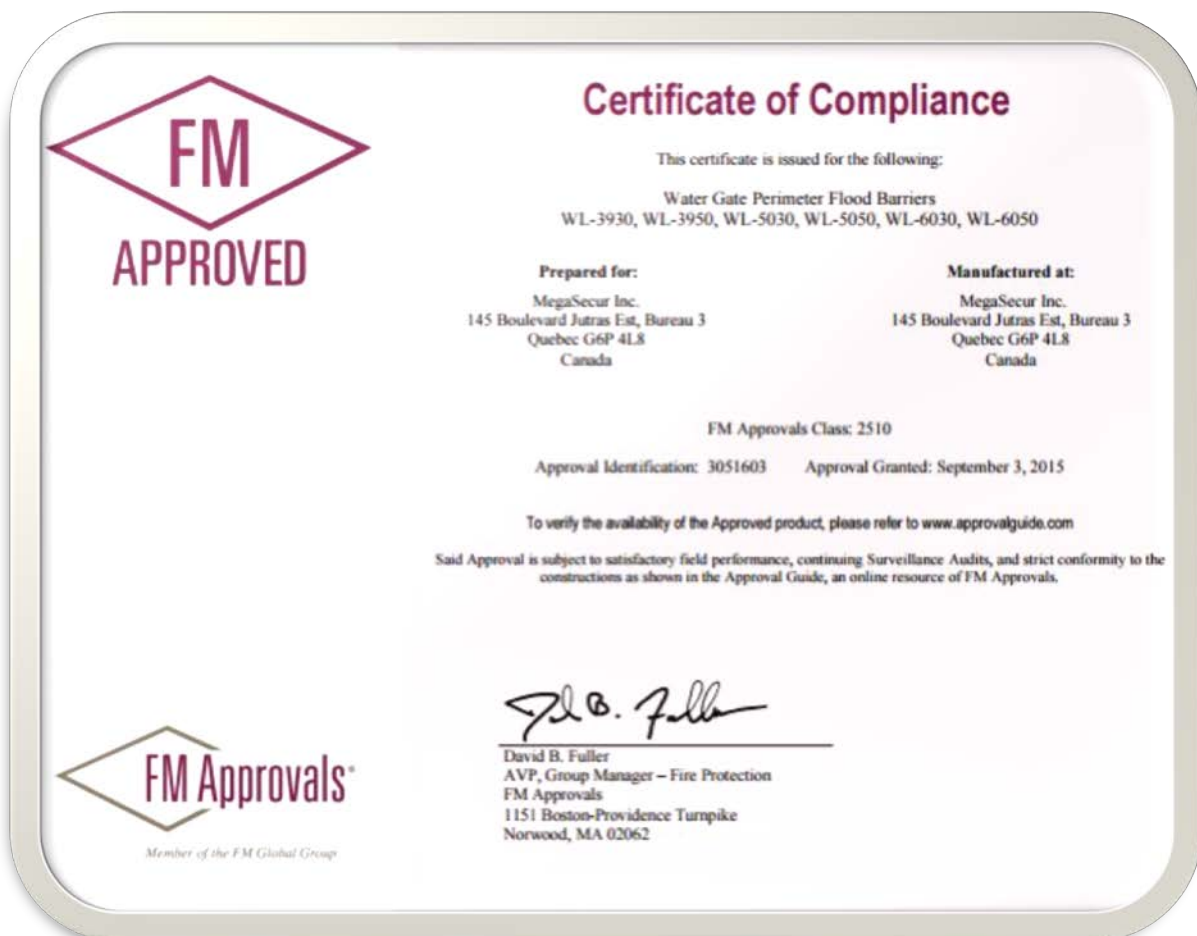 FM
APPROVED
Certificate of Compliance
This certificate is issued for the following:
Water Gate Perimeter Flood Barriers
WL-3930, WL-3950, WL-5030, WL-5050, WL-6030, WL-6050
Prepared for:
MegaSecur Inc.
145 Boulevard Jutras Est, Bureau 3
Quebec G6P 4L8
Canada
Manufactured at:
MegaSecur Inc.
145 Boulevard Jutras Est, Bureau 3
Quebec G6P 4L8
Canada
FM Approvals Class: 2510
Approval Identification: 3051603 Approval Granted: September 3, 2015
To verify the availability of the Approved product, please refer to www.approvalguide.com
Said Approval is subject to satisfactory field performance, continuing Surveillance Audits, and strict conformity to the
constructions as shown in the Approval Guide, an online resource of FM Approvals.
David B. Fuller
AVP, Group Manager – Fire Protection
FM Approvals
1151 Boston-Providence Turnpike
Norwood, MA 02062
FM Approvals
Member of the FM Global Group